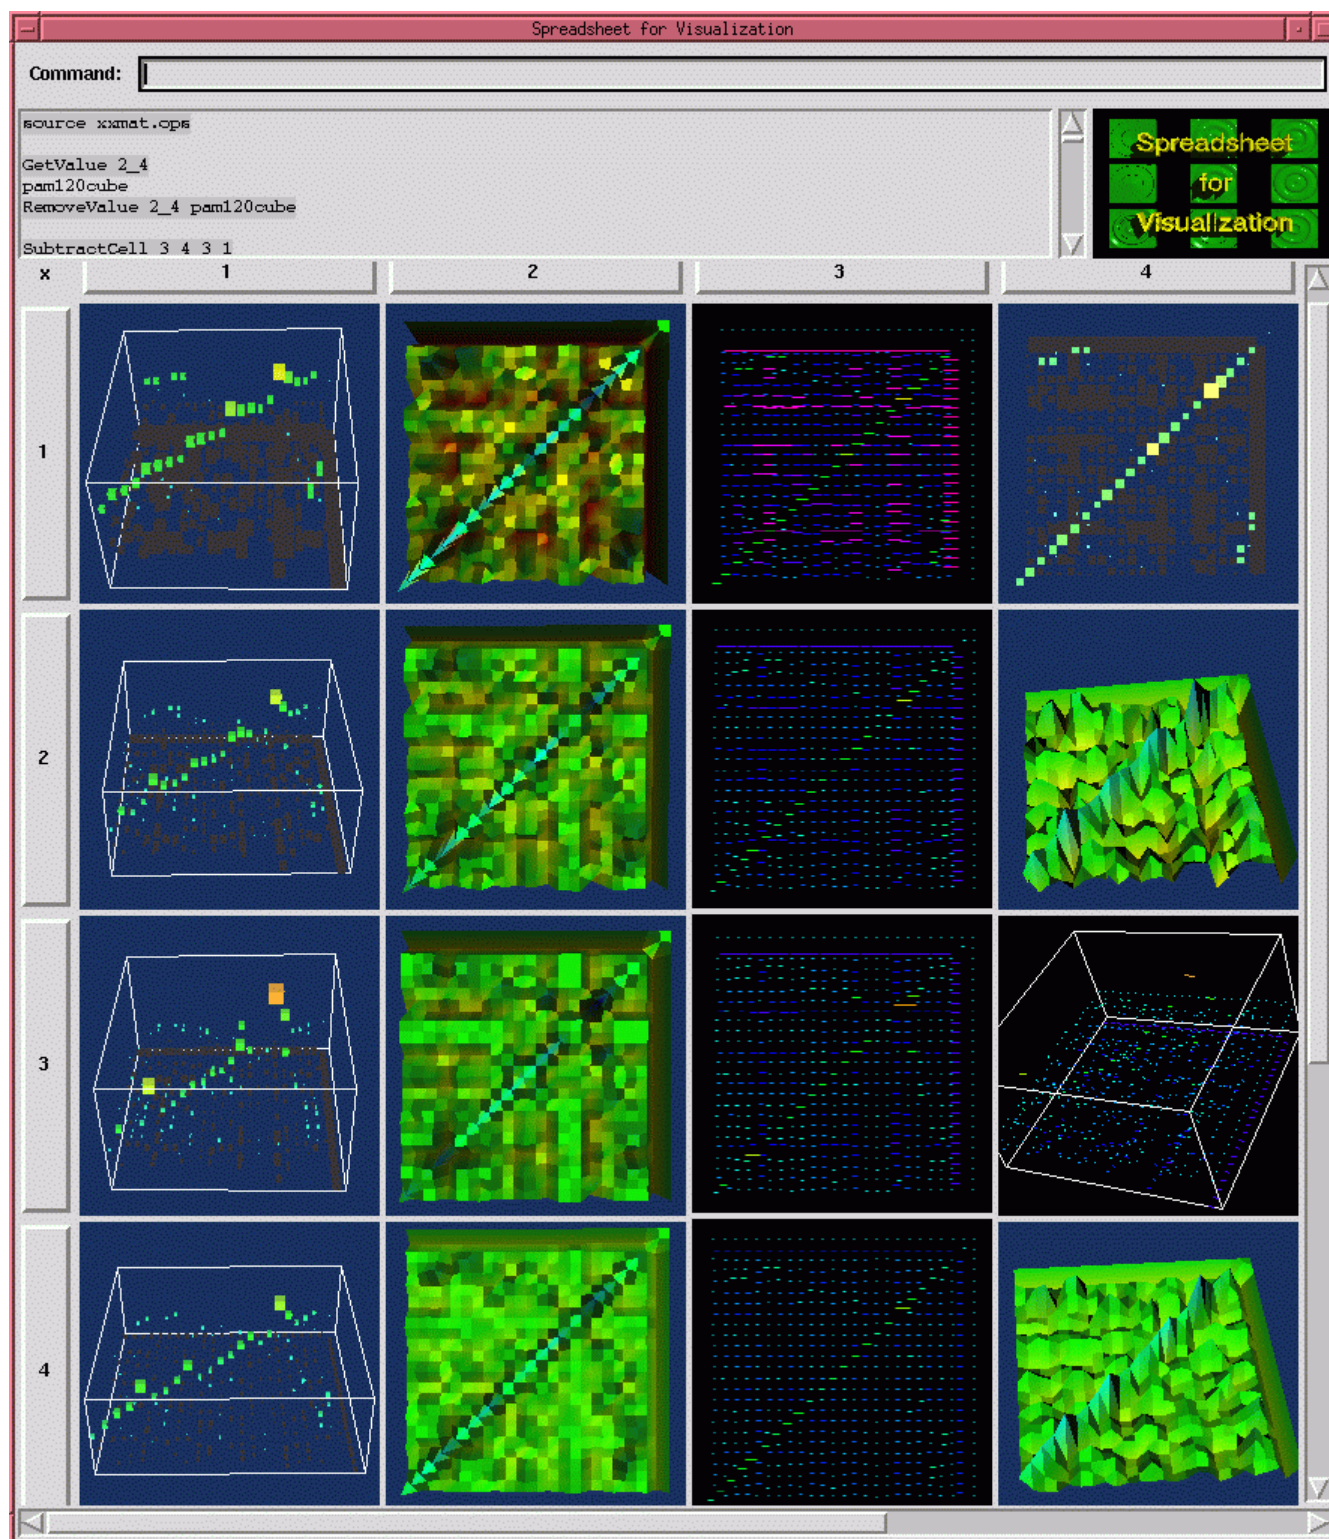 Spreadsheet for Visualization
Command:
source xxmat.ops
GetValue 2_4
pam120cube
RemoveValue 2_4 pam120cube
SubtractCell 3 4 3 1
Spreadsheet
for
Visualization
x 1 2 3 4
1
2
3
4